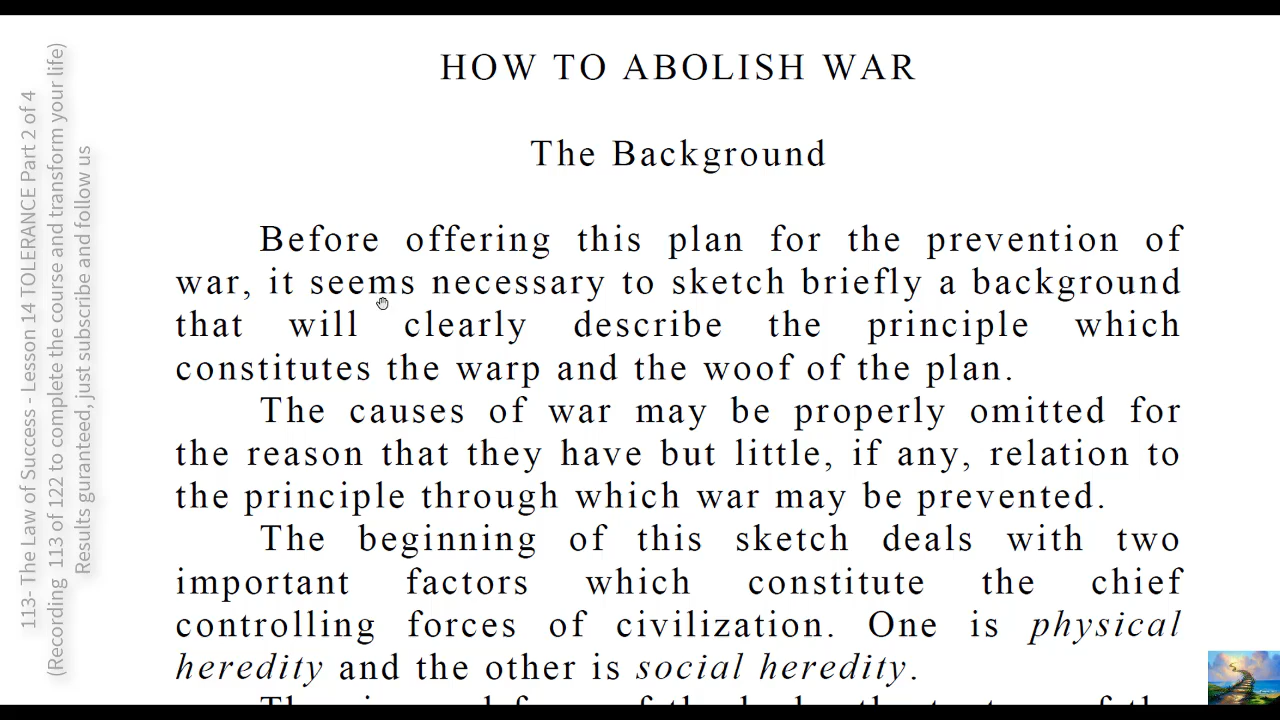 HOW TO ABOLISH WAR
The Background
Before offering this plan for the prevention of
war, it seems necessary to sketch briefly a background
that will clearly describe the principle which
constitutes the warp and the woof of the plan.
The causes of war may be properly omitted for
the reason that they have but little, if any, relation to
the principle through which war may be prevented.
The beginning of this sketch deals with two
important factors which constitute the chief
controlling forces of civilization. One is physical
heredity and the other is social heredity.
113- The Law of Success - Lesson 14 TOLERANCE Part 2 of 4
(Recording 113 of 122 to complete the course and transform your life)
Results guranteed, just subscribe and follow us